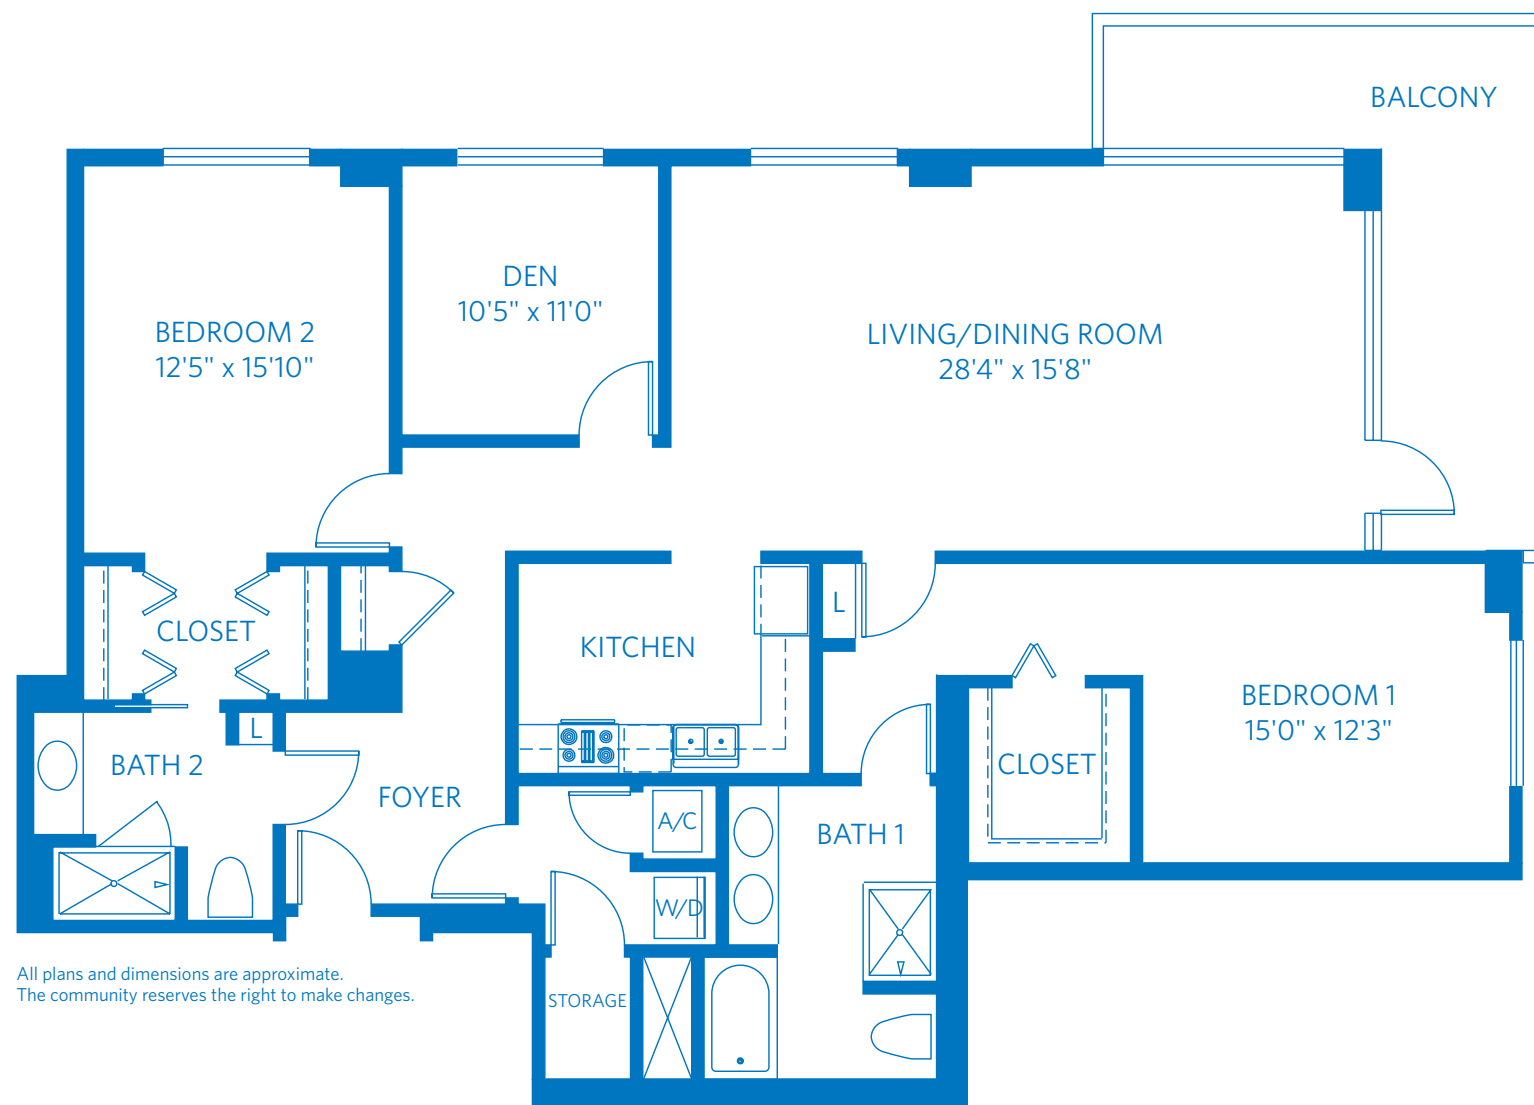 BALCONY
DEN
10'5" x 11'0"
BEDROOM 2
12'5" x 15'10"
LIVING/DINING ROOM
28'4" x 15'8"
CLOSET
KITCHEN
L
BEDROOM 1
15'0" x 12'3"
L
BATH 2
CLOSET
FOYER
A/C
BATH 1
W/D
STORAGE
All plans and dimensions are approximate.
The community reserves the right to make changes.